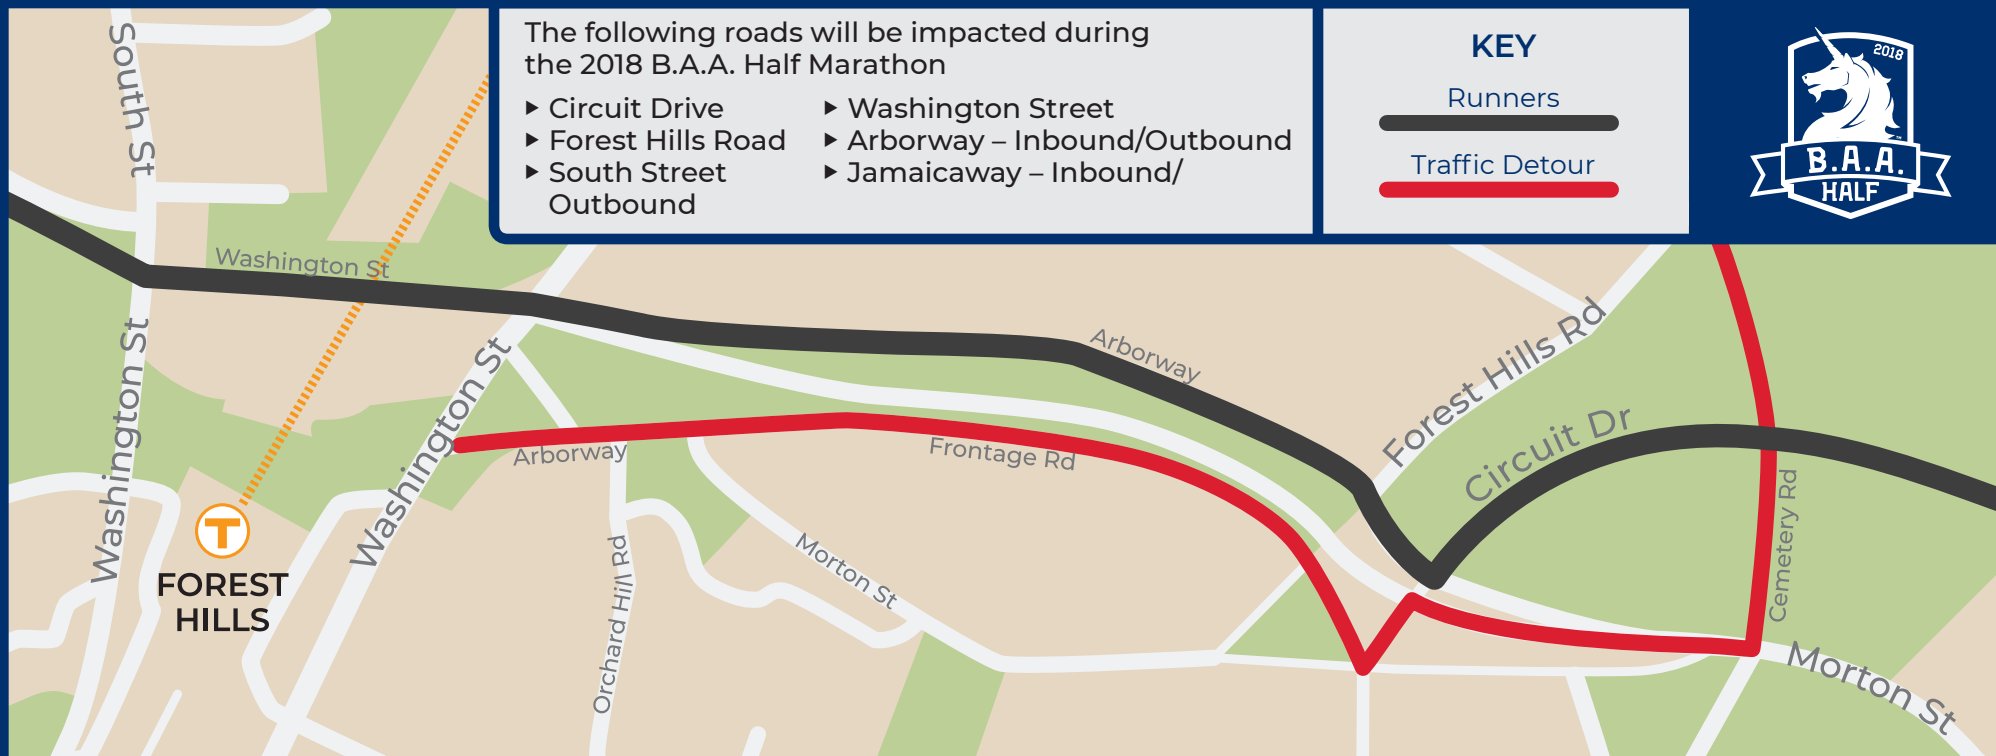 The following roads will be impacted during
the 2018 B.A.A. Half Marathon
Circuit Drive
Forest Hills Road
South Street
Outbound
Washington Street
Arborway – Inbound/Outbound
Jamaicaway – Inbound/
KEY
Runners
Traffic Detour
2018
B.A.A.
HALF
South St
Washington St
Washington St
Washington St
Arborway
Forest Hills Rd
Circuit Dr
Arborway
Frontage Rd
Cemetery Rd
Morton St
Orchard Hill Rd
Morton St
T
FOREST
HILLS